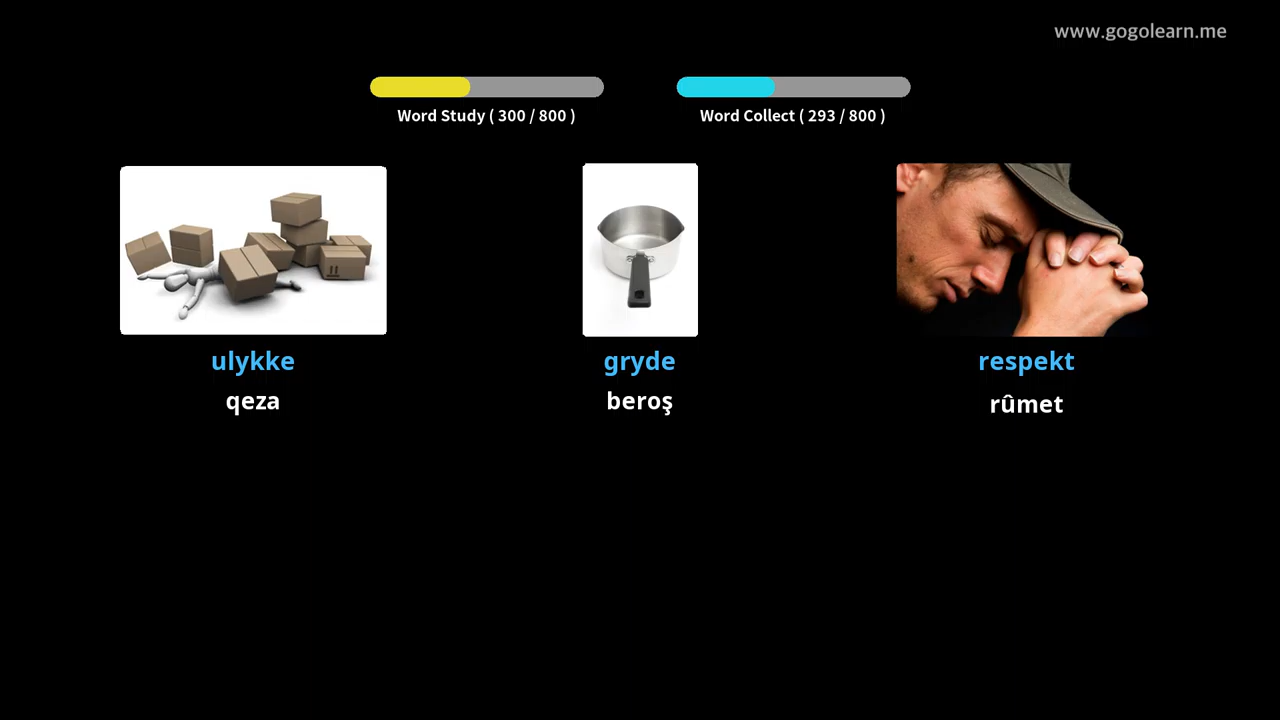 www.gogolearn.me
Word Study ( 300 / 800 )
Word Collect ( 293 / 800 )
ulykke
gryde
respekt
qeza
beroş
rûmet